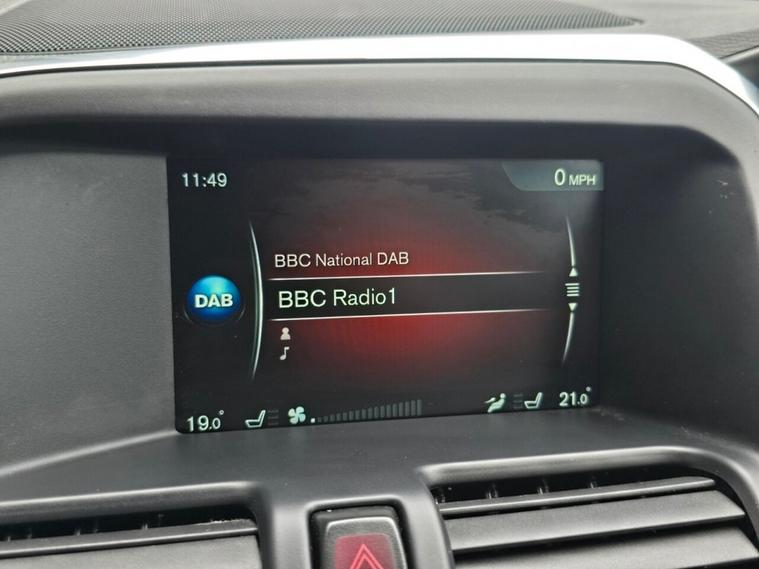 11:49
0 MPH
BBC National DAB
DAB
BBC Radio1
19.0°
21.0°